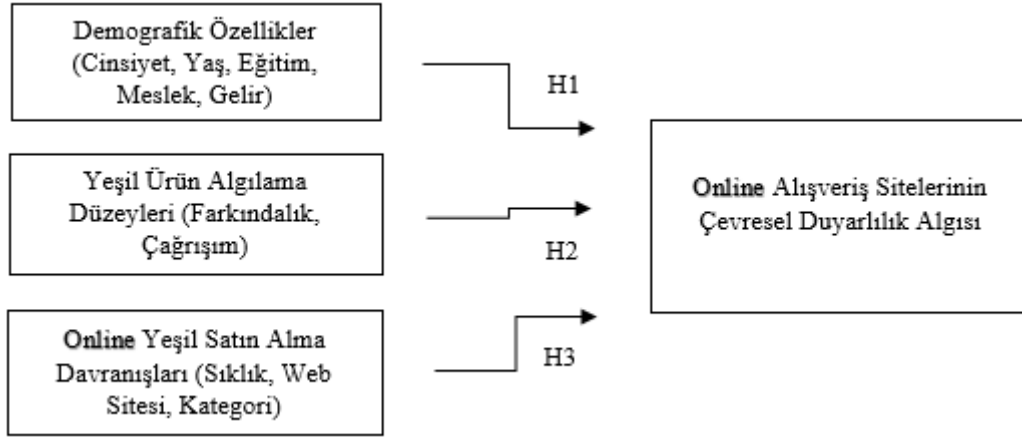 Demografik Özellikler
(Cinsiyet, Yaş, Eğitim,
Meslek, Gelir)
H1
Yeşil Ürün Algılama
Düzeyleri (Farkındalık,
Çağrışım)
H2
Online Yeşil Satın Alma
Davranışları (Sıklık, Web
Sitesi, Kategori)
H3
Online Alışveriş Sitelerinin
Çevresel Duyarlılık Algısı